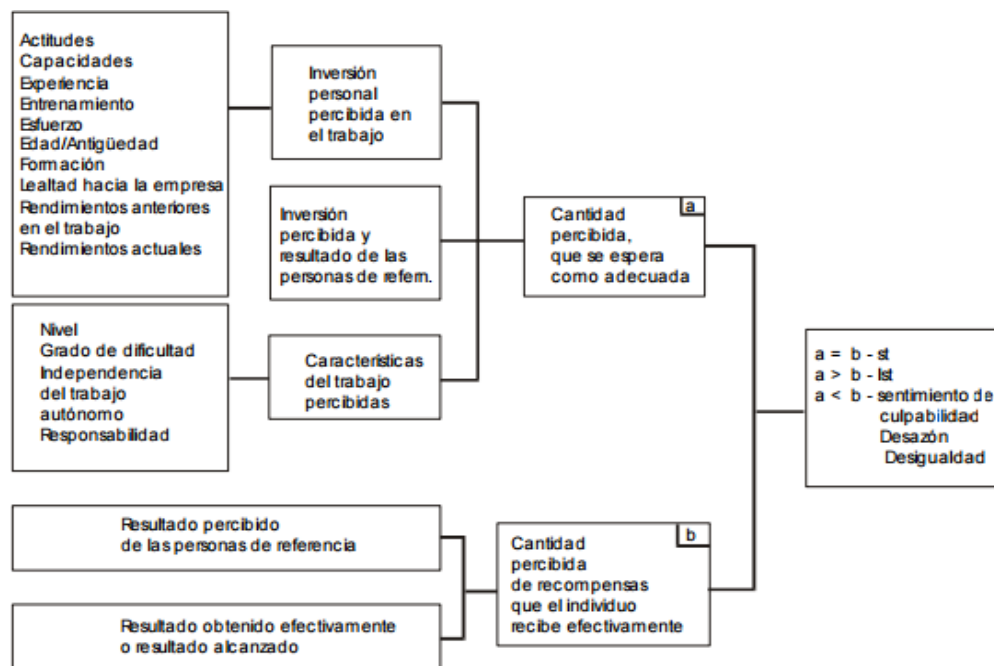 Actitudes
Capacidades
Experiencia
Entrenamiento
Esfuerzo
Edad/Antigüedad
Formación
Lealtad hacia la empresa
Rendimientos anteriores
en el trabajo
Rendimientos actuales
Inversión
personal
percibida en
el trabajo
Inversión
percibida y
resultado de las
personas de refern.
Nivel
Grado de dificultad
Independencia
del trabajo
autónomo
Responsabilidad
Características
del trabajo
percibidas
a
Cantidad
percibida,
que se espera
como adecuada
Resultado percibido
de las personas de referencia
Resultado obtenido efectivamente
o resultado alcanzado
b
Cantidad
percibida
de recompensas
que el individuo
recibe efectivamente
a = b - st
a > b - Ist
a < b - sentimiento de
culpabilidad
Desazón
Desigualdad